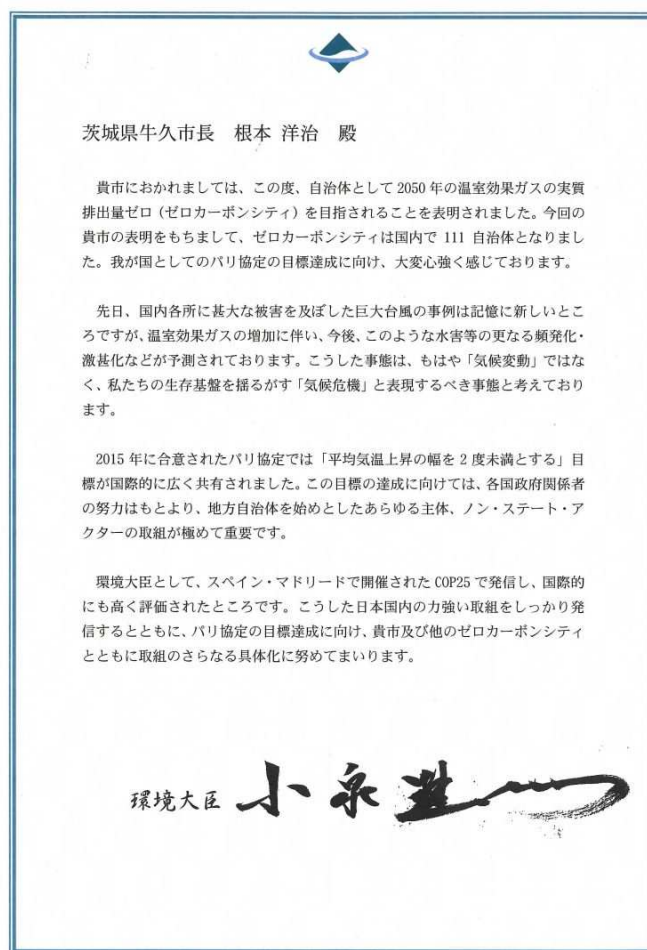 茨城県牛久市長　根本 洋治　殿
貴市におかれましては、この度、自治体として 2050 年の温室効果ガスの実質
排出量ゼロ（ゼロカーボンシティ）を目指されることを表明されました。今回の
貴市の表明をもちまして、ゼロカーボンシティは国内で 111 自治体となりまし
た。我が国としてのパリ協定の目標達成に向け、大変心強く感じております。
先日、国内各所に甚大な被害を及ぼした巨大台風の事例は記憶に新しいとこ
ろですが、温室効果ガスの増加に伴い、今後、このような水害等の更なる頻発化・
激甚化などが予測されております。こうした事態は、もはや「気候変動」ではな
く、私たちの生存基盤を揺るがす「気候危機」と表現するべき事態と考えており
ます。
2015 年に合意されたパリ協定では「平均気温上昇の幅を 2 度未満とする」目
標が国際的に広く共有されました。この目標の達成に向けては、各国政府関係者
の努力はもとより、地方自治体を始めとしたあらゆる主体、ノン・ステート・ア
クターの取組が極めて重要です。
環境大臣として、スペイン・マドリードで開催された COP25 で発信し、国際的
にも高く評価されたところです。こうした日本国内の力強い取組をしっかり発
信するとともに、パリ協定の目標達成に向け、貴市及び他のゼロカーボンシティ
とともに取組のさらなる具体化に努めてまいります。
環境大臣 小泉進